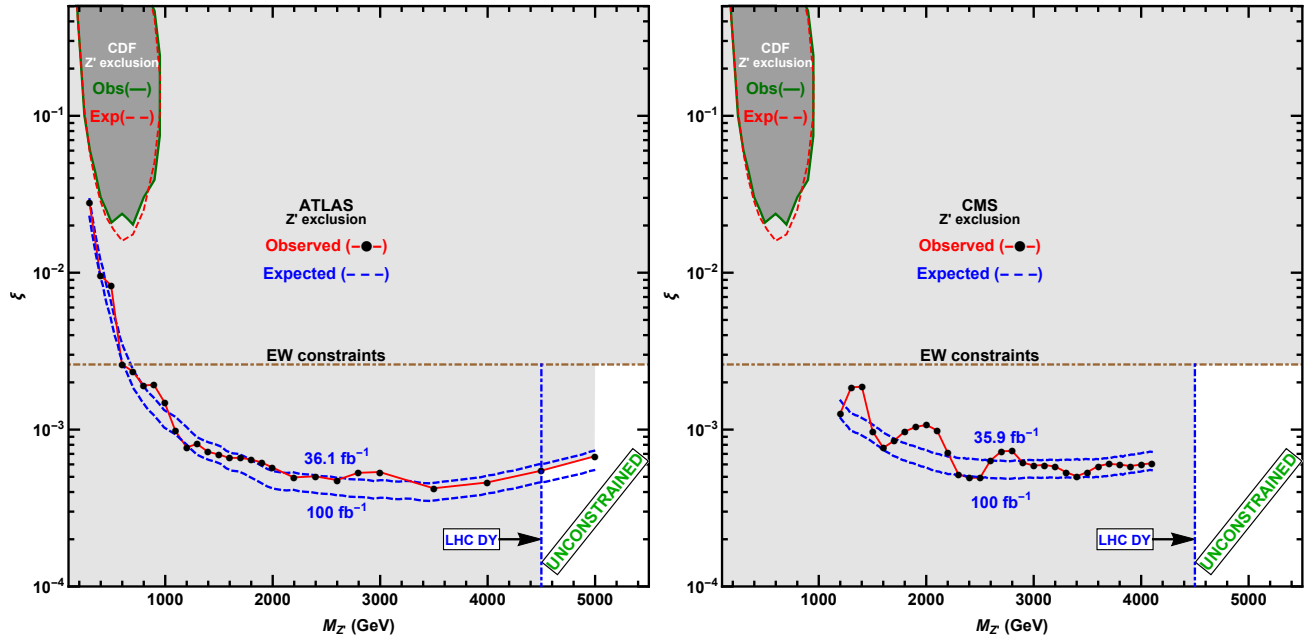 CDF
Z' exclusion
Obs(—)
Exp(– –)
ATLAS
Z' exclusion
Observed (–●–)
Expected (– – –)
EW constraints
36.1 fb⁻¹
100 fb⁻¹
LHC DY
UNCONSTRAINED
10⁻¹
10⁻²
10⁻³
10⁻⁴
ξ
1000 2000 3000 4000 5000
M_Z' (GeV)
CDF
Z' exclusion
Obs(—)
Exp(– –)
CMS
Z' exclusion
Observed (–●–)
Expected (– – –)
EW constraints
35.9 fb⁻¹
100 fb⁻¹
LHC DY
UNCONSTRAINED
10⁻¹
10⁻²
10⁻³
10⁻⁴
ξ
1000 2000 3000 4000 5000
M_Z' (GeV)